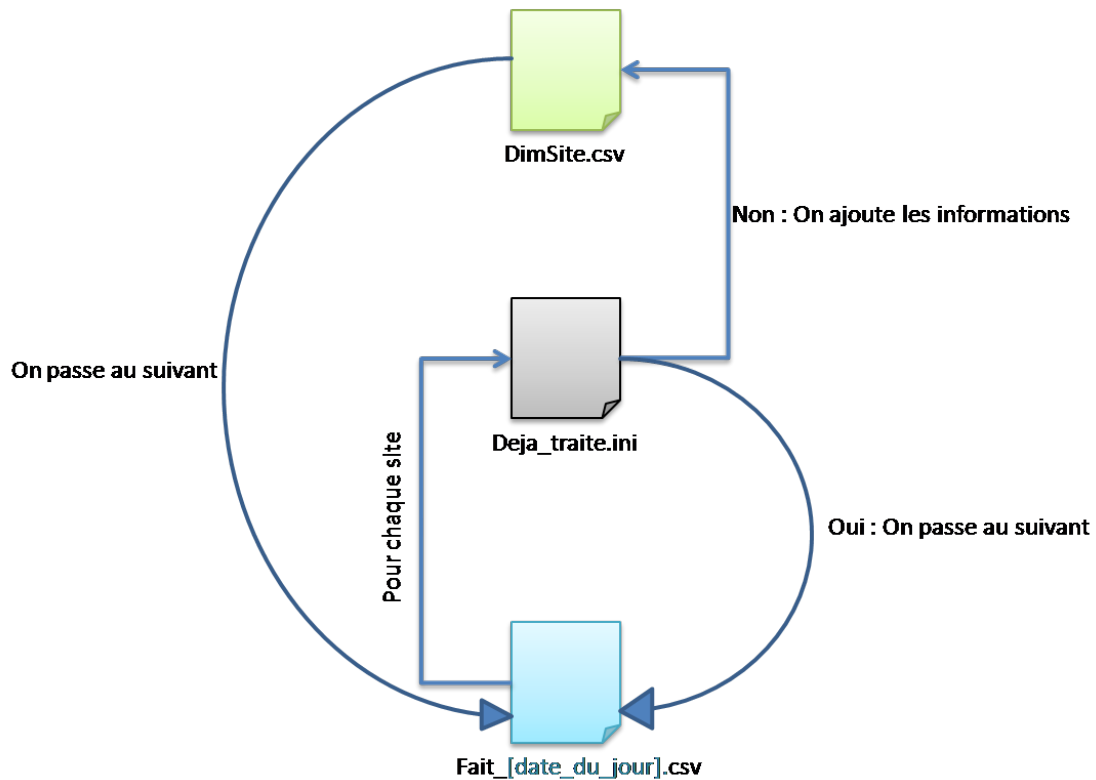 DimSite.csv
Non : On ajoute les informations
On passe au suivant
Deja_traite.ini
Pour chaque site
Oui : On passe au suivant
Fait_[date_du_jour].csv